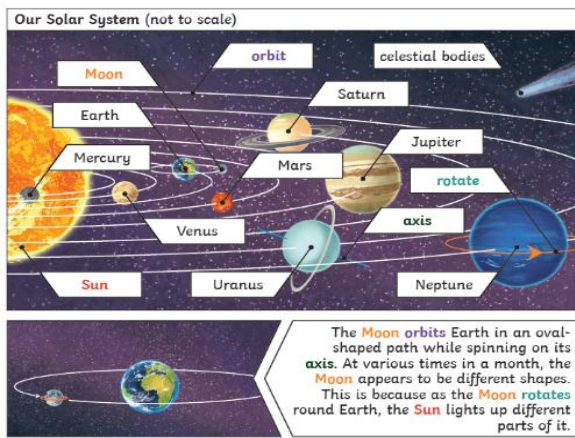 Our Solar System (not to scale)
orbit
celestial bodies
Moon
Saturn
Earth
Jupiter
Mercury
Mars
rotate
Venus
axis
Sun
Uranus
Neptune
The Moon orbits Earth in an oval-
shaped path while spinning on its
axis. At various times in a month, the
Moon appears to be different shapes.
This is because as the Moon rotates
round Earth, the Sun lights up different
parts of it.